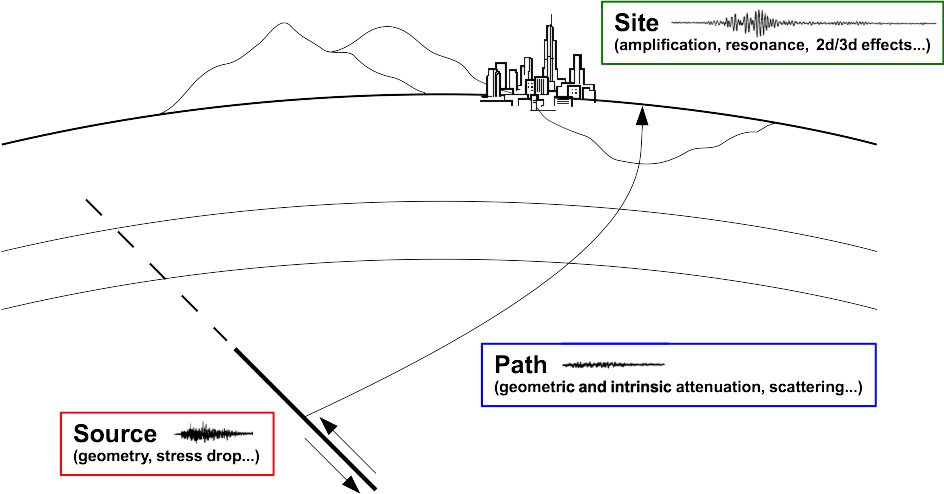 Site
(amplification, resonance, 2d/3d effects...)
Path
(geometric and intrinsic attenuation, scattering...)
Source
(geometry, stress drop...)